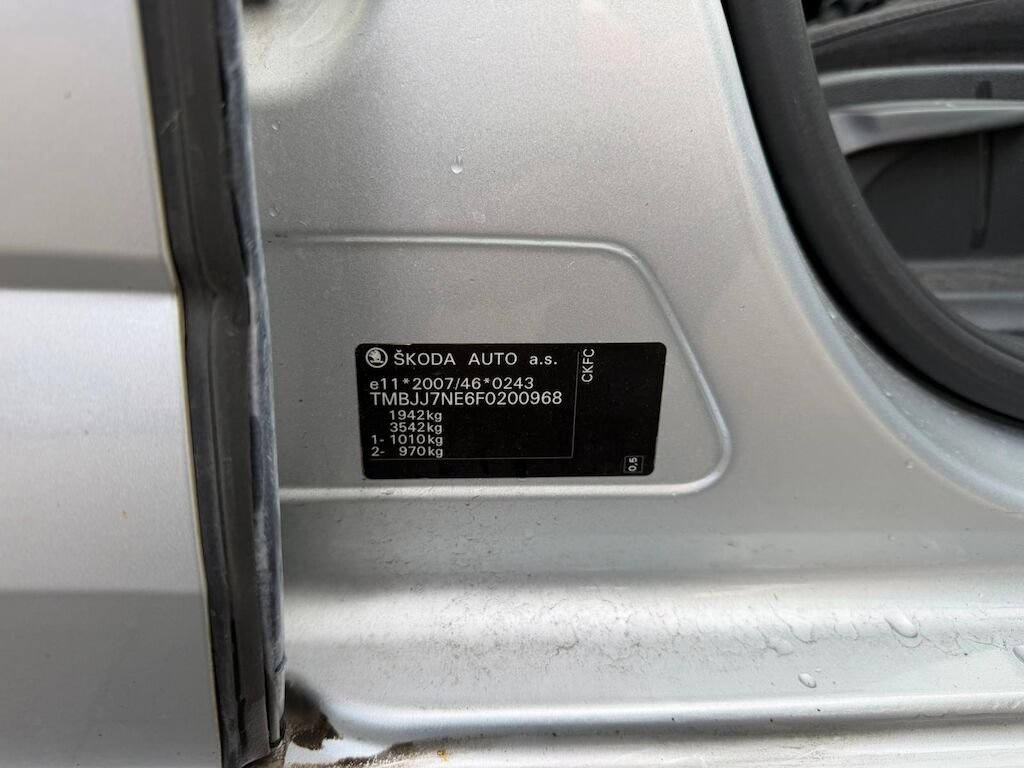 ŠKODA AUTO a.s.
e11*2007/46*0243
TMBJJ7NE6F0200968
1942kg
3542kg
1- 1010kg
2- 970kg
CKFC
0,5